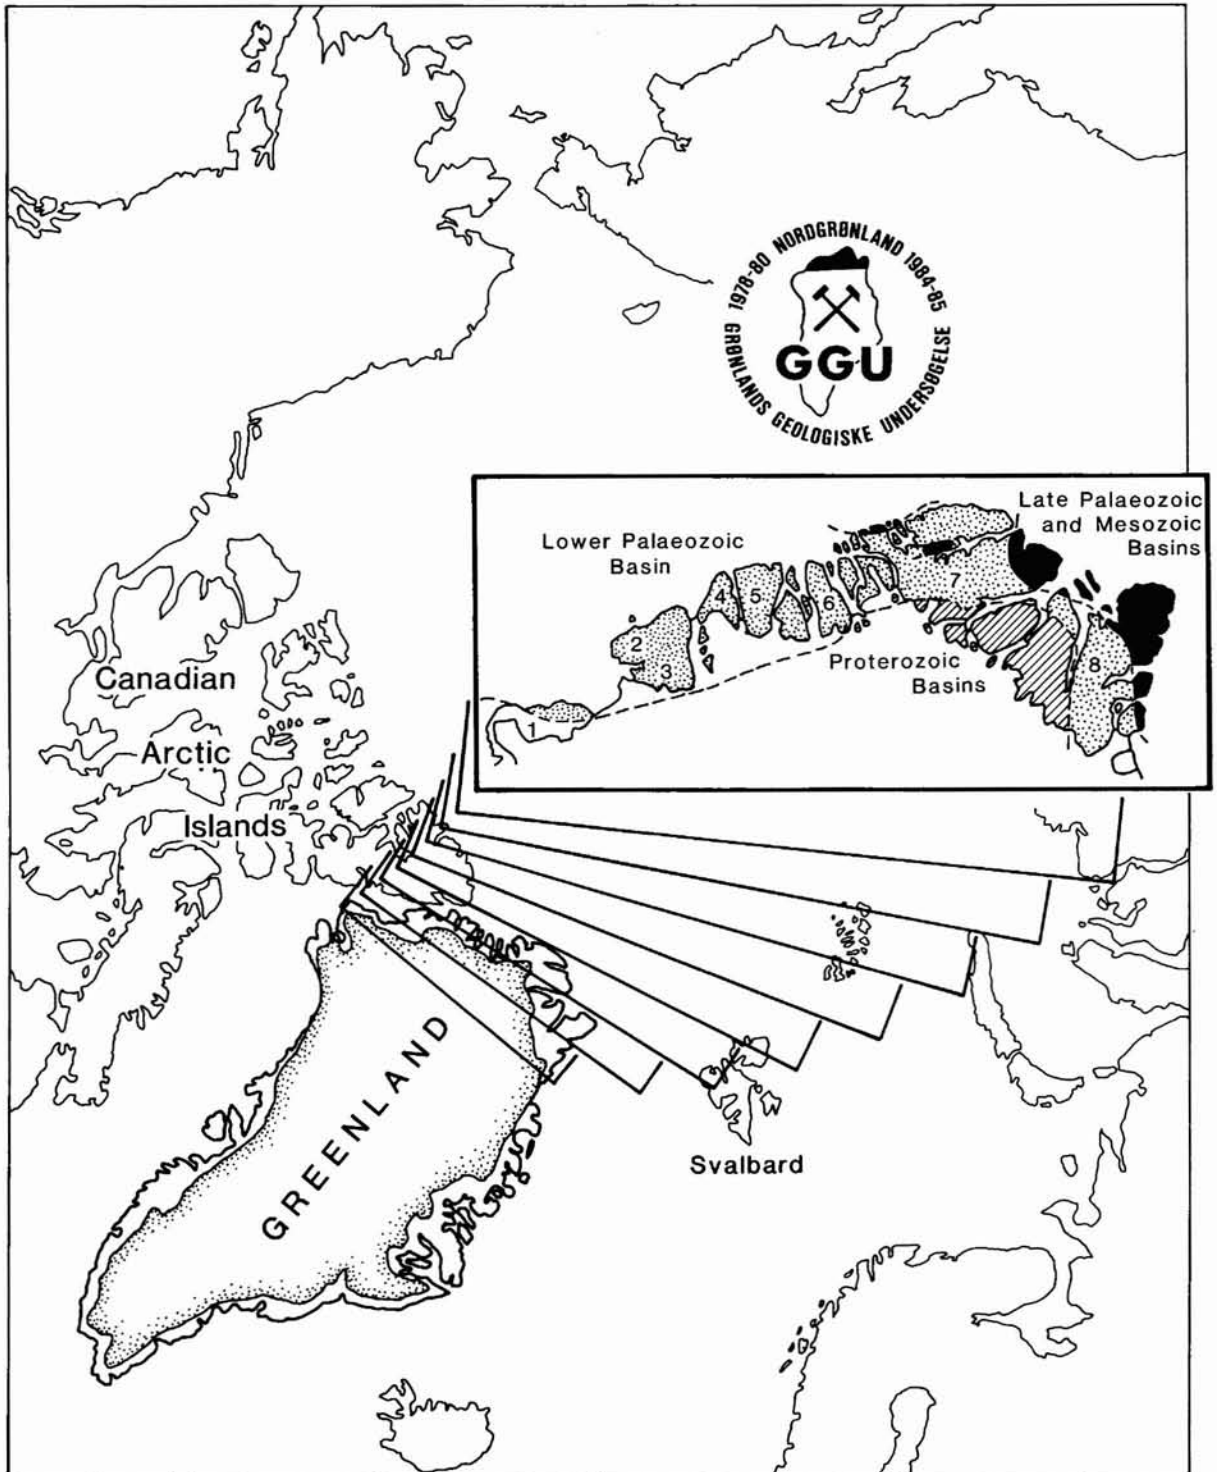 1978-80 NORDGRØNLAND 1984-85
GRØNLANDS GEOLOGISKE UNDERSØGELSE
GGU
Lower Palaeozoic
Basin
Late Palaeozoic
and Mesozoic
Basins
4
5
6
7
2
3
8
1
Proterozoic
Basins
Canadian
Arctic
Islands
GREENLAND
Svalbard